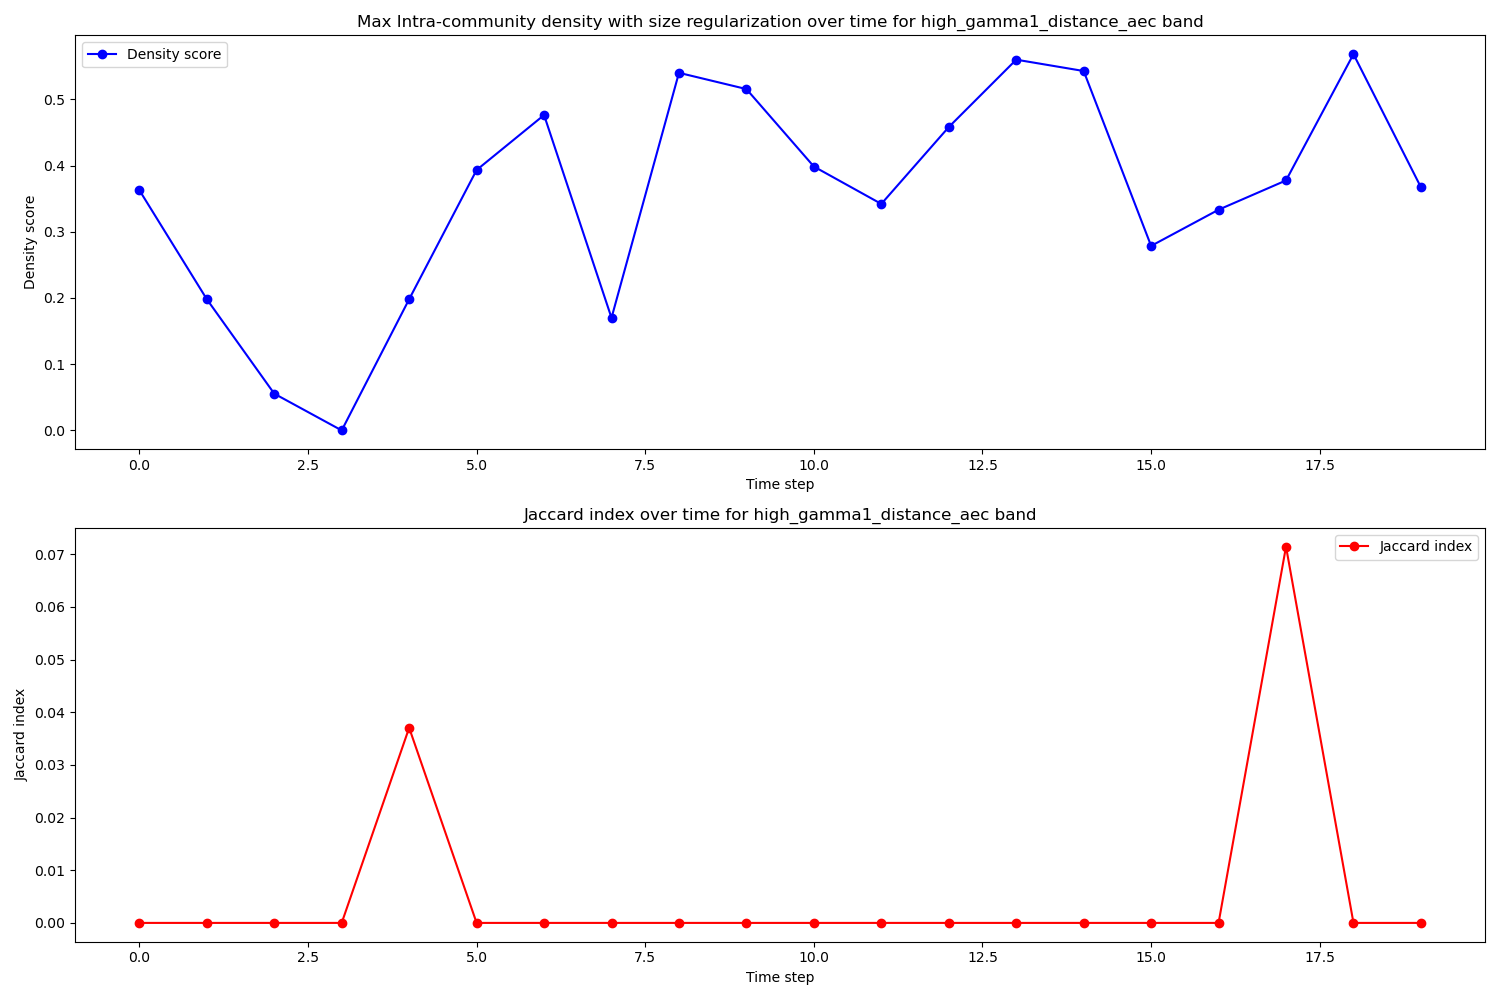 Max Intra-community density with size regularization over time for high_gamma1_distance_aec band
Density score
0.5
0.4
0.3
0.2
0.1
0.0
Density score
0.0 2.5 5.0 7.5 10.0 12.5 15.0 17.5
Time step
Jaccard index over time for high_gamma1_distance_aec band
Jaccard index
0.07
0.06
0.05
0.04
0.03
0.02
0.01
0.00
Jaccard index
0.0 2.5 5.0 7.5 10.0 12.5 15.0 17.5
Time step